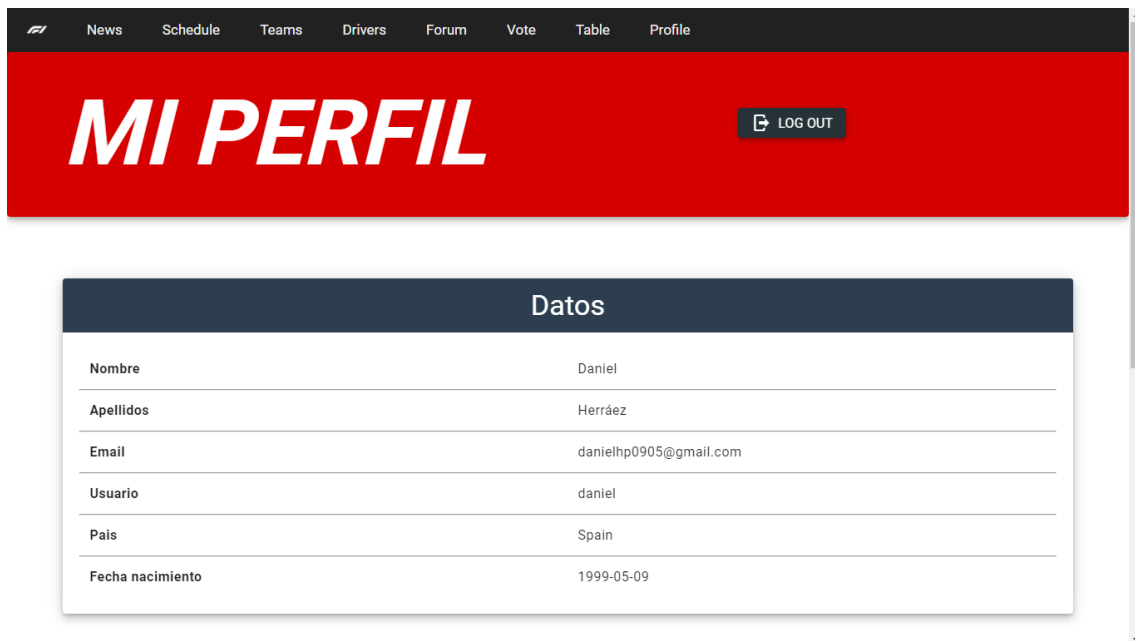 F1 News Schedule Teams Drivers Forum Vote Table Profile
MI PERFIL
LOG OUT
Datos
Nombre Daniel
Apellidos Herráez
Email danielhp0905@gmail.com
Usuario daniel
Pais Spain
Fecha nacimiento 1999-05-09